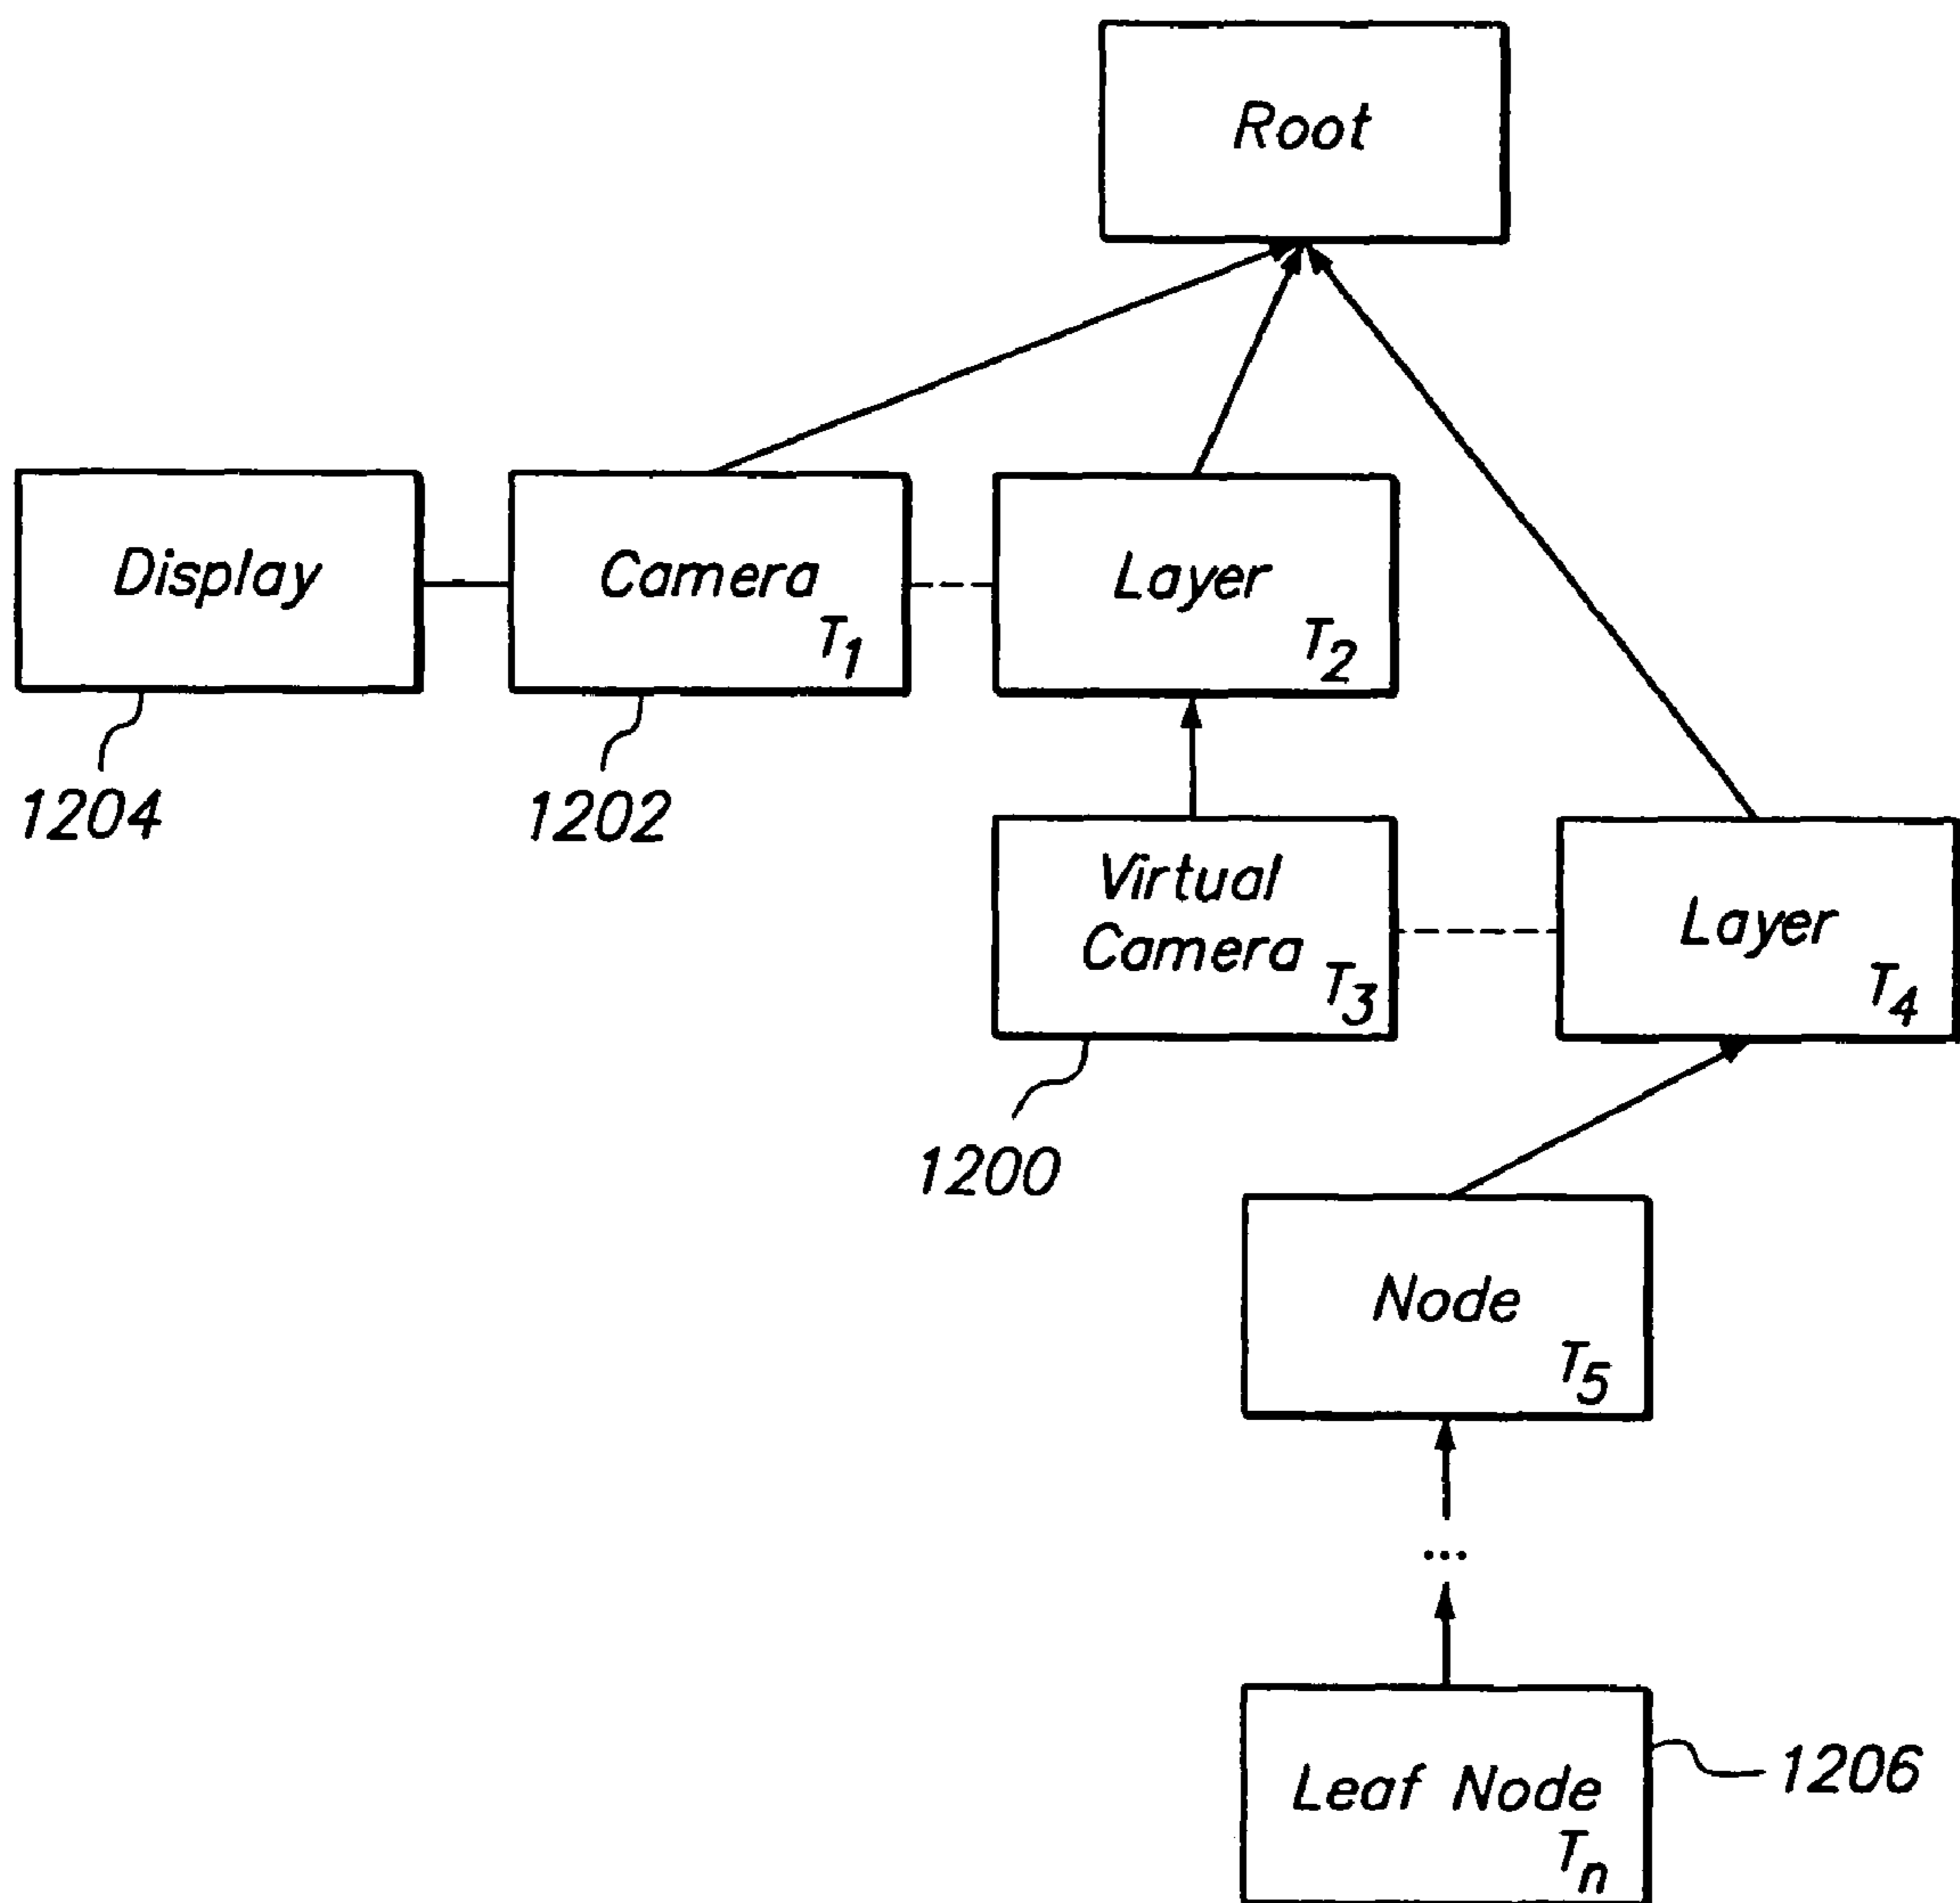 Root
Display
Camera
T1
Layer
T2
1204
1202
Virtual
Camera
T3
Layer
T4
1200
Node
T5
...
Leaf Node
Tn
1206